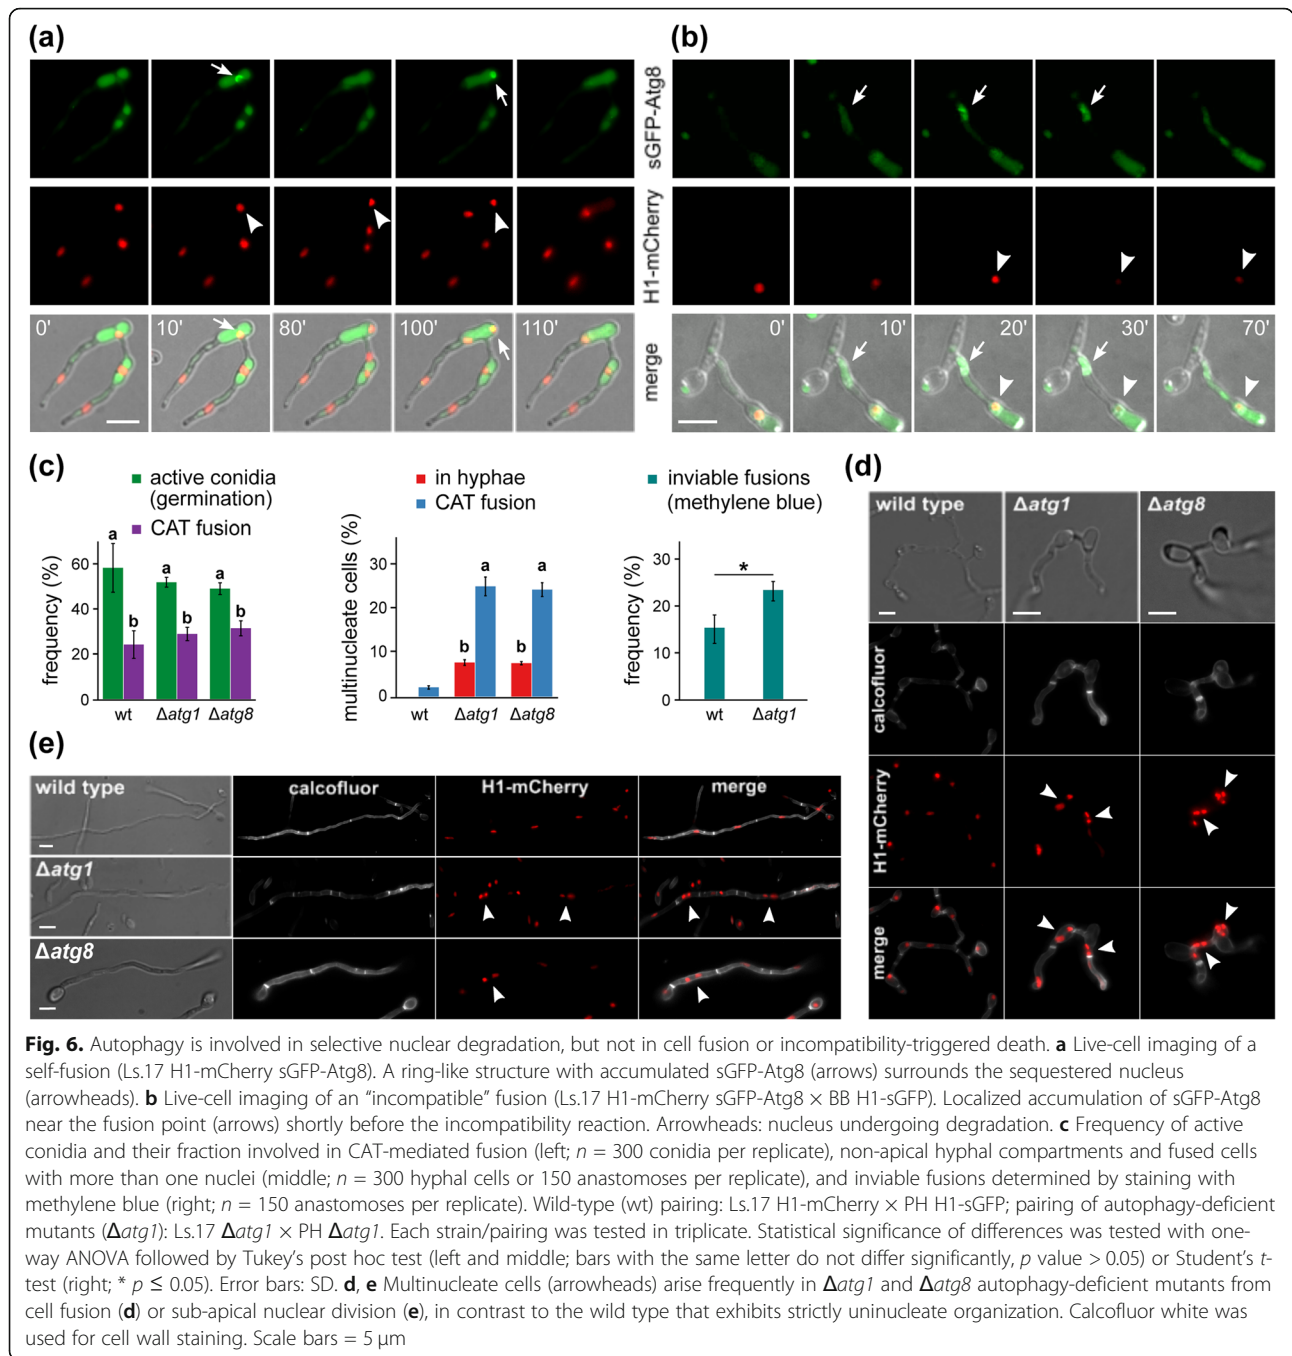 (a)
(b)
sGFP-Atg8
H1-mCherry
merge
0'
10'
80'
100'
110'
0'
10'
20'
30'
70'
(c)
active conidia
(germination)
CAT fusion
frequency (%)
60
40
20
0
a
b
a
b
a
b
wt
Δatg1
Δatg8
in hyphae
CAT fusion
multinucleate cells (%)
30
20
10
0
b
a
b
a
wt
Δatg1
Δatg8
inviable fusions
(methylene blue)
frequency (%)
30
20
10
0
*
wt
Δatg1
(d)
wild type
Δatg1
Δatg8
calcofluor
H1-mCherry
merge
(e)
wild type
calcofluor
H1-mCherry
merge
Δatg1
Δatg8
Fig. 6. Autophagy is involved in selective nuclear degradation, but not in cell fusion or incompatibility-triggered death. a Live-cell imaging of a
self-fusion (Ls.17 H1-mCherry sGFP-Atg8). A ring-like structure with accumulated sGFP-Atg8 (arrows) surrounds the sequestered nucleus
(arrowheads). b Live-cell imaging of an “incompatible” fusion (Ls.17 H1-mCherry sGFP-Atg8 × BB H1-sGFP). Localized accumulation of sGFP-Atg8
near the fusion point (arrows) shortly before the incompatibility reaction. Arrowheads: nucleus undergoing degradation. c Frequency of active
conidia and their fraction involved in CAT-mediated fusion (left; n = 300 conidia per replicate), non-apical hyphal compartments and fused cells
with more than one nuclei (middle; n = 300 hyphal cells or 150 anastomoses per replicate), and inviable fusions determined by staining with
methylene blue (right; n = 150 anastomoses per replicate). Wild-type (wt) pairing: Ls.17 H1-mCherry × PH H1-sGFP; pairing of autophagy-deficient
mutants (Δatg1): Ls.17 Δatg1 × PH Δatg1. Each strain/pairing was tested in triplicate. Statistical significance of differences was tested with one-
way ANOVA followed by Tukey’s post hoc test (left and middle; bars with the same letter do not differ significantly, p value > 0.05) or Student’s t-
test (right; * p ≤ 0.05). Error bars: SD. d, e Multinucleate cells (arrowheads) arise frequently in Δatg1 and Δatg8 autophagy-deficient mutants from
cell fusion (d) or sub-apical nuclear division (e), in contrast to the wild type that exhibits strictly uninucleate organization. Calcofluor white was
used for cell wall staining. Scale bars = 5 μm